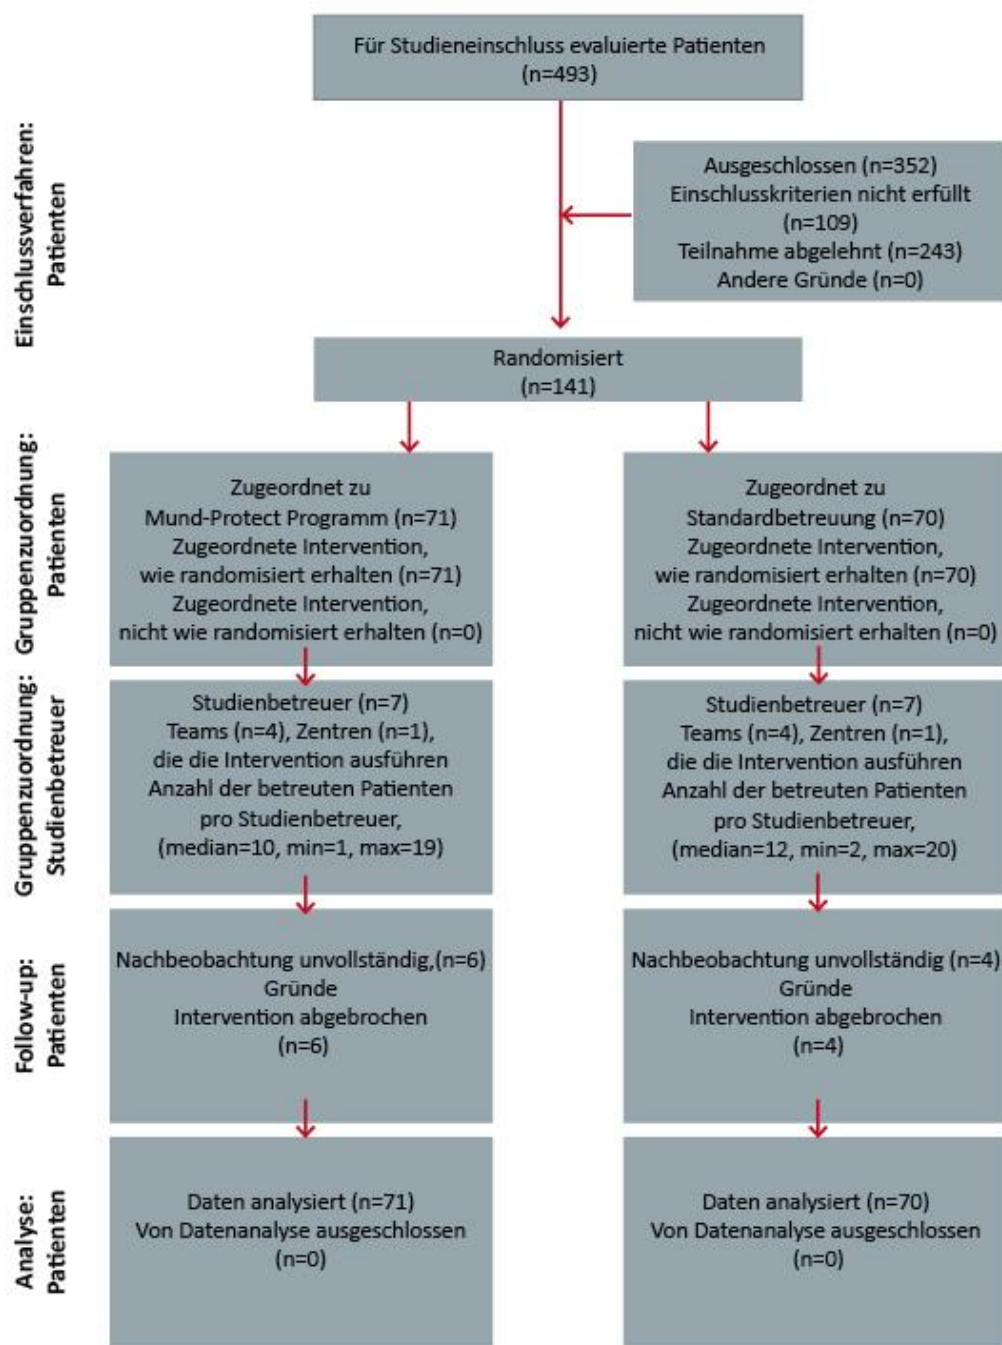 Für Studieneinschluss evaluierte Patienten
(n=493)
Einschlussverfahren:
Patienten
Ausgeschlossen (n=352)
Einschlusskriterien nicht erfüllt
(n=109)
Teilnahme abgelehnt (n=243)
Andere Gründe (n=0)
Randomisiert
(n=141)
Gruppenzuordnung:
Patienten
Zugeordnet zu
Mund-Protect Programm (n=71)
Zugeordnete Intervention,
wie randomisiert erhalten (n=71)
Zugeordnete Intervention,
nicht wie randomisiert erhalten (n=0)
Zugeordnet zu
Standardbetreuung (n=70)
Zugeordnete Intervention,
wie randomisiert erhalten (n=70)
Zugeordnete Intervention,
nicht wie randomisiert erhalten (n=0)
Gruppenzuordnung:
Studienbetreuer
Studienbetreuer (n=7)
Teams (n=4), Zentren (n=1),
die die Intervention ausführen
Anzahl der betreuten Patienten
pro Studienbetreuer,
(median=10, min=1, max=19)
Studienbetreuer (n=7)
Teams (n=4), Zentren (n=1),
die die Intervention ausführen
Anzahl der betreuten Patienten
pro Studienbetreuer,
(median=12, min=2, max=20)
Follow-up:
Patienten
Nachbeobachtung unvollständig,(n=6)
Gründe
Intervention abgebrochen
(n=6)
Nachbeobachtung unvollständig (n=4)
Gründe
Intervention abgebrochen
(n=4)
Analyse:
Patienten
Daten analysiert (n=71)
Von Datenanalyse ausgeschlossen
(n=0)
Daten analysiert (n=70)
Von Datenanalyse ausgeschlossen
(n=0)